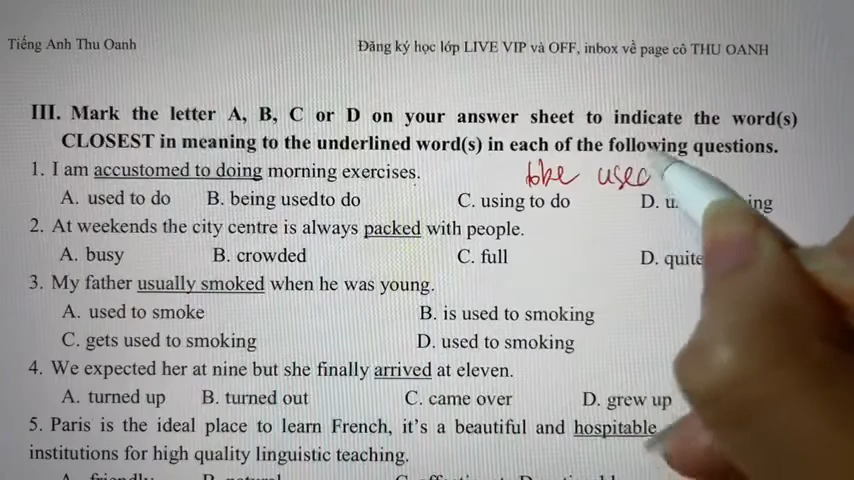 Tiếng Anh Thu Oanh
Đăng ký học lớp LIVE VIP và OFF, inbox về page cô THU OANH
III. Mark the letter A, B, C or D on your answer sheet to indicate the word(s)
CLOSEST in meaning to the underlined word(s) in each of the following questions.
1. I am accustomed to doing morning exercises.
tobe used
A. used to do B. being usedto do C. using to do D.
2. At weekends the city centre is always packed with people.
A. busy B. crowded C. full D. quite
3. My father usually smoked when he was young.
A. used to smoke B. is used to smoking
C. gets used to smoking D. used to smoking
4. We expected her at nine but she finally arrived at eleven.
A. turned up B. turned out C. came over D. grew up
5. Paris is the ideal place to learn French, it's a beautiful and hospitable
institutions for high quality linguistic teaching.
A. friendly